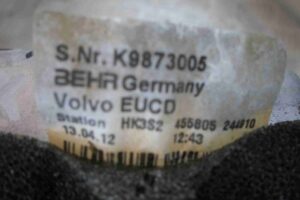 S.Nr. K9873005
BEHR Germany
Volvo EUCD
Station HK3S2 455805 244810
13.04.12 12:43